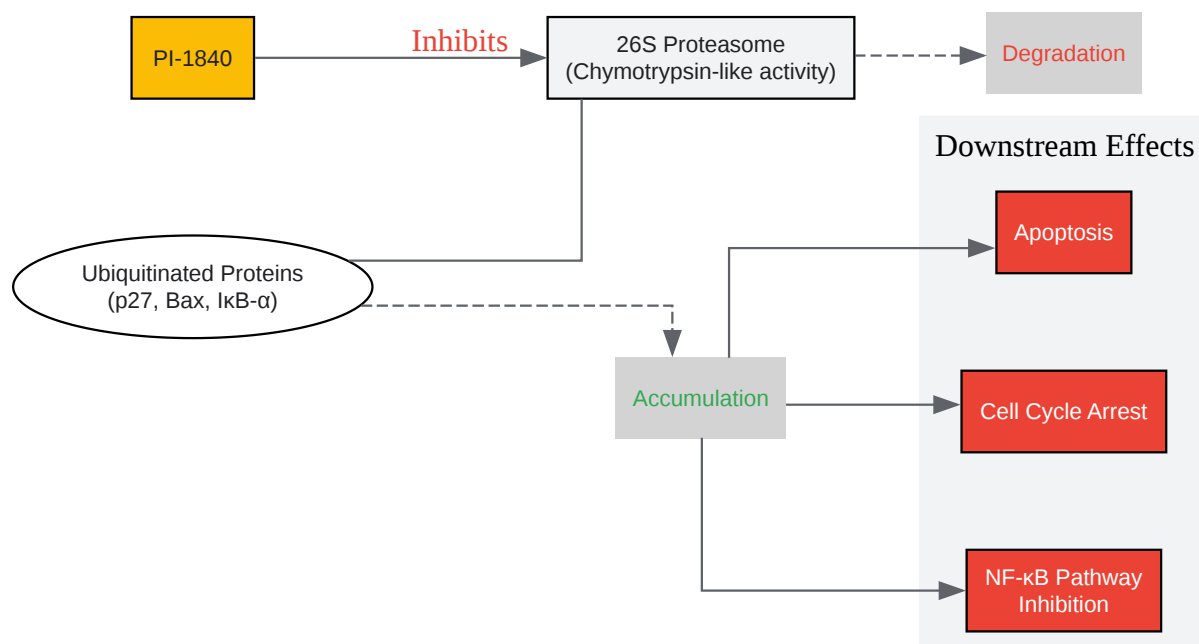 PI-1840
Inhibits
26S Proteasome
(Chymotrypsin-like activity)
Degradation
Downstream Effects
Apoptosis
Ubiquitinated Proteins
(p27, Bax, IκB-α)
Accumulation
Cell Cycle Arrest
NF-κB Pathway
Inhibition